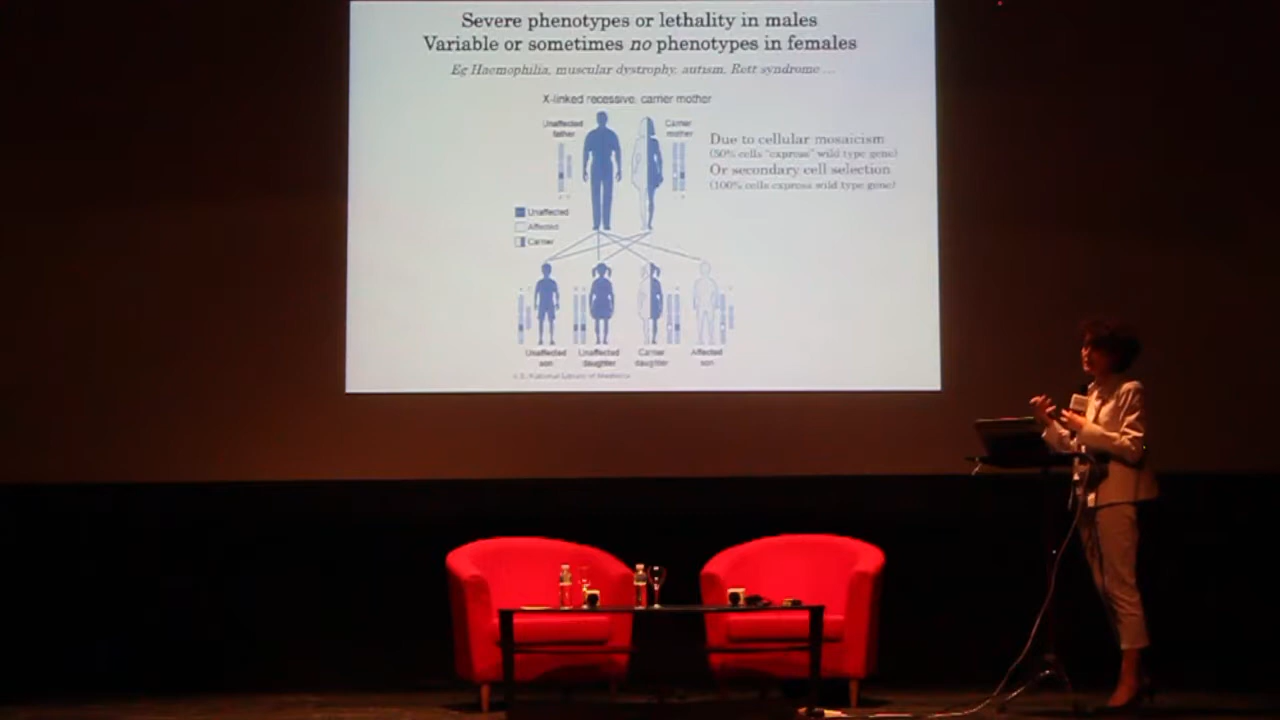 Severe phenotypes or lethality in males
Variable or sometimes no phenotypes in females
Eg Haemophilia, muscular dystrophy, autism, Rett syndrome ...
X-linked recessive, carrier mother
Unaffected
father
Carrier
mother
Due to cellular mosaicism
(50% cells "express" wild type gene)
Or secondary cell selection
(100% cells express wild type gene)
Unaffected
Affected
Carrier
Unaffected
son
Unaffected
daughter
Carrier
daughter
Affected
son
U.S. National Library of Medicine